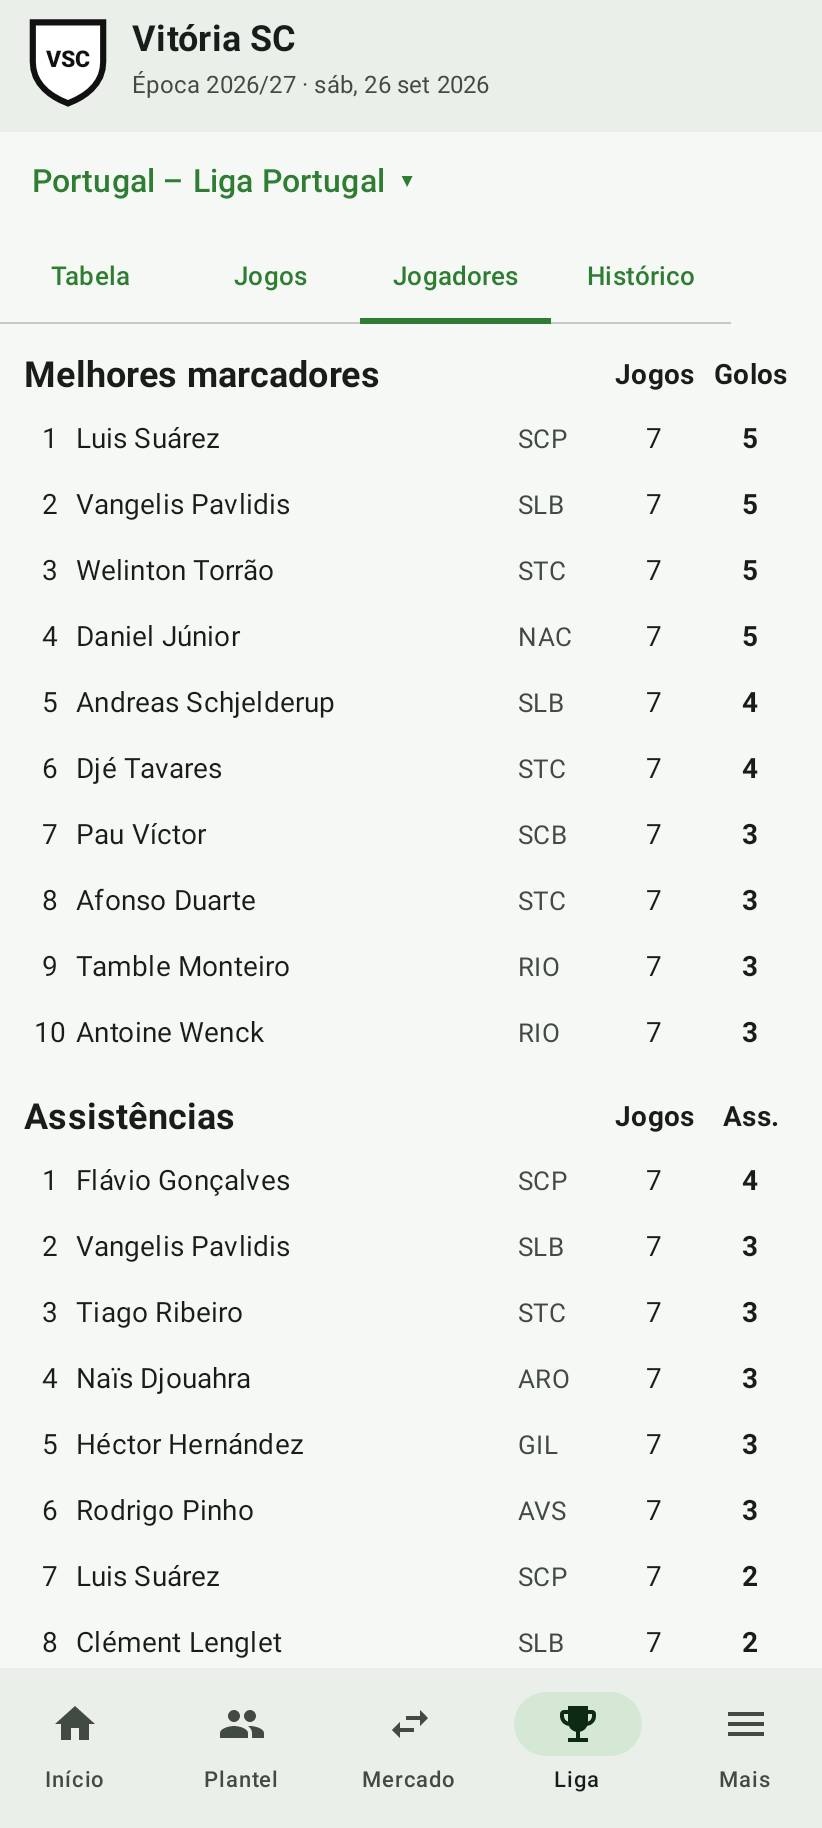 VSC
Vitória SC
Época 2026/27 · sáb, 26 set 2026
Portugal – Liga Portugal ▼
Tabela Jogos Jogadores Histórico
Melhores marcadores Jogos Golos
1 Luis Suárez SCP 7 5
2 Vangelis Pavlidis SLB 7 5
3 Welinton Torrão STC 7 5
4 Daniel Júnior NAC 7 5
5 Andreas Schjelderup SLB 7 4
6 Djé Tavares STC 7 4
7 Pau Víctor SCB 7 3
8 Afonso Duarte STC 7 3
9 Tamble Monteiro RIO 7 3
10 Antoine Wenck RIO 7 3
Assistências Jogos Ass.
1 Flávio Gonçalves SCP 7 4
2 Vangelis Pavlidis SLB 7 3
3 Tiago Ribeiro STC 7 3
4 Naïs Djouahra ARO 7 3
5 Héctor Hernández GIL 7 3
6 Rodrigo Pinho AVS 7 3
7 Luis Suárez SCP 7 2
8 Clément Lenglet SLB 7 2
Início Plantel Mercado Liga Mais